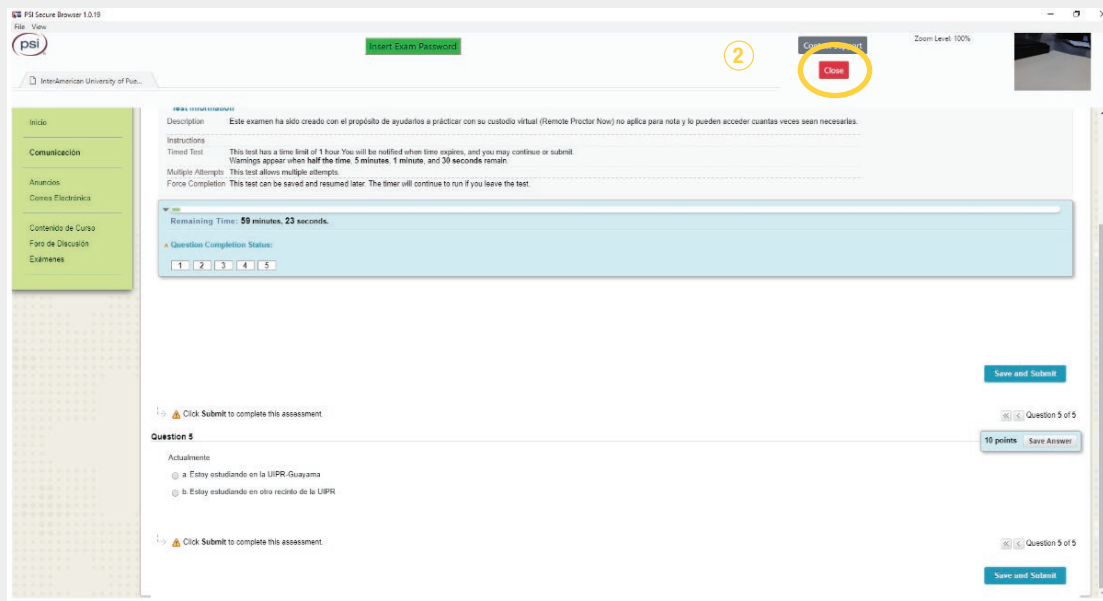 PSI Secure Browser 1.0.19
File View
psi
Insert Exam Password
2
Contact Support
Zoom Level: 100%
Close
InterAmerican University of Pue...
Inicio
Comunicación
Anuncios
Correo Electrónico
Contenido de Curso
Foro de Discusión
Exámenes
Test Information
Description Este examen ha sido creado con el propósito de ayudarlos a prácticar con su custodio virtual (Remote Proctor Now) no aplica para nota y lo pueden acceder cuantas veces sean necesarias.
Instructions
Timed Test This test has a time limit of 1 hour.You will be notified when time expires, and you may continue or submit.
Warnings appear when half the time, 5 minutes, 1 minute, and 30 seconds remain.
Multiple Attempts This test allows multiple attempts.
Force Completion This test can be saved and resumed later. The timer will continue to run if you leave the test.
Remaining Time: 59 minutes, 23 seconds.
Question Completion Status:
1 2 3 4 5
Save and Submit
Click Submit to complete this assessment.
Question 5 of 5
Question 5
10 points Save Answer
Actualmente
a. Estoy estudiando en la UIPR-Guayama
b. Estoy estudiando en otro recinto de la UIPR
Click Submit to complete this assessment.
Question 5 of 5
Save and Submit